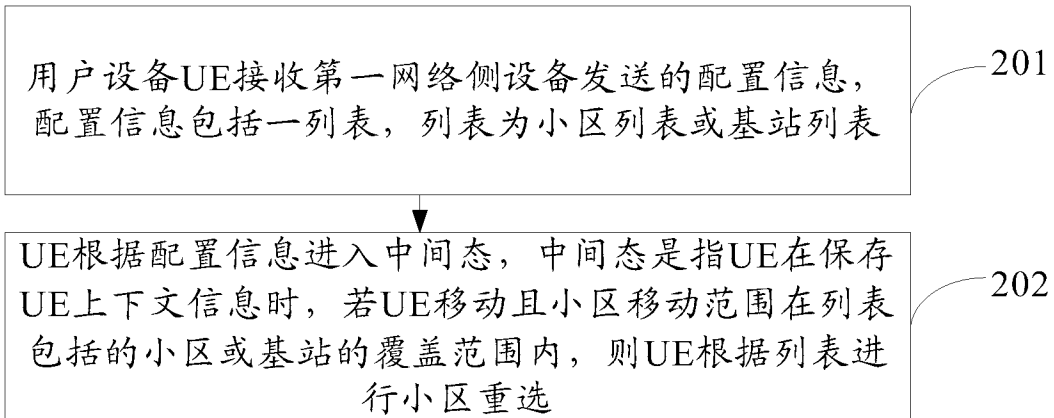 用户设备UE接收第一网络侧设备发送的配置信息，
配置信息包括一列表，列表为小区列表或基站列表
201
UE根据配置信息进入中间态，中间态是指UE在保存
UE上下文信息时，若UE移动且小区移动范围在列表
包括的小区或基站的覆盖范围内，则UE根据列表进
行小区重选
202